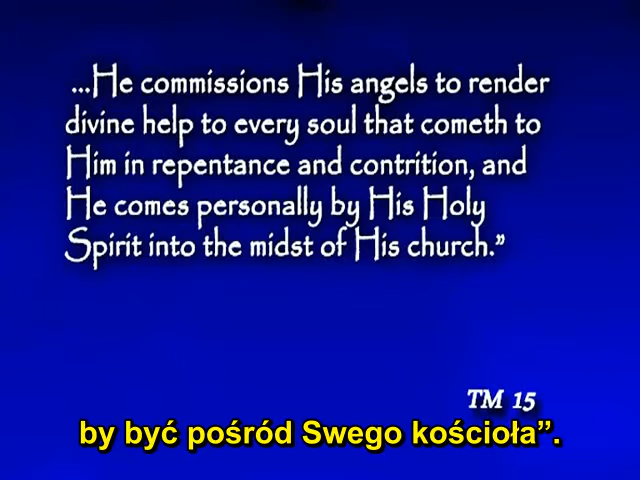 ...He commissions His angels to render
divine help to every soul that cometh to
Him in repentance and contrition, and
He comes personally by His Holy
Spirit into the midst of His church.”
TM 15
by być pośród Swego kościoła”.